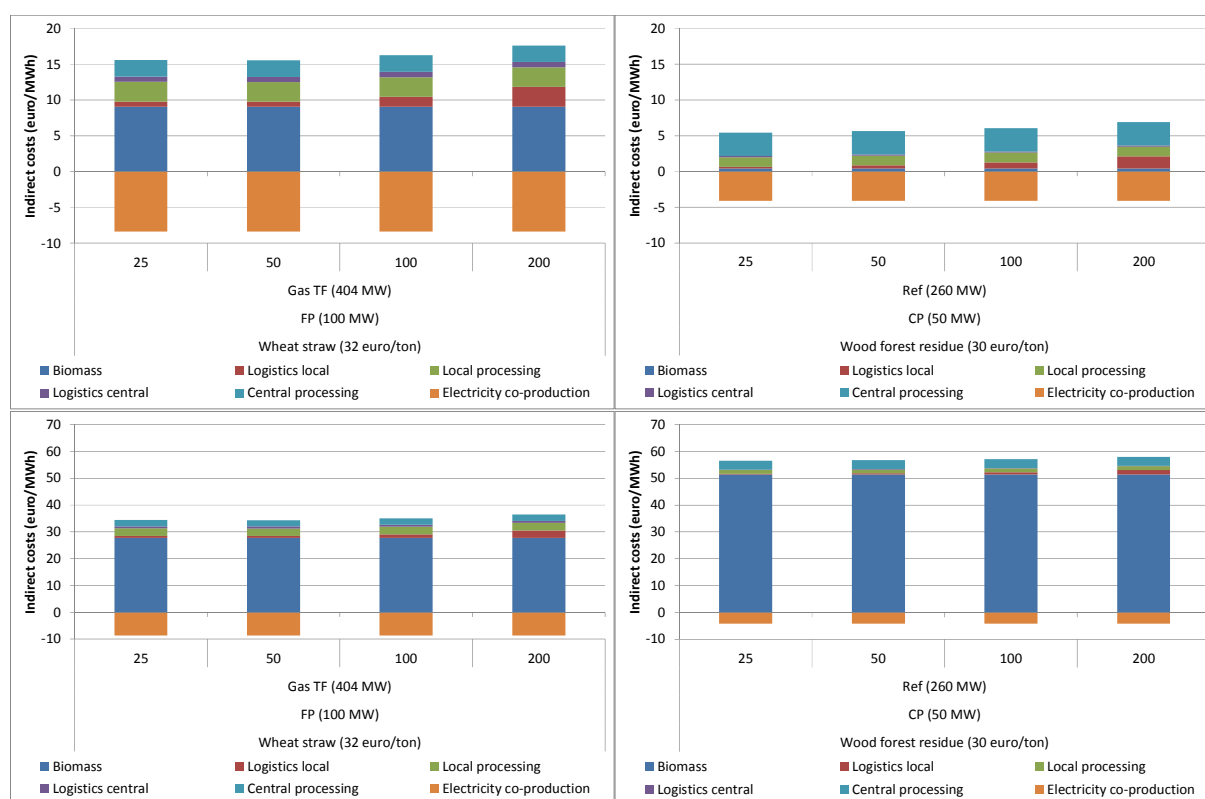 Indirect costs (euro/MWh)
20
15
10
5
0
-5
-10
25 50 100 200
Gas TF (404 MW)
FP (100 MW)
Wheat straw (32 euro/ton)
Biomass Logistics local Local processing
Logistics central Central processing Electricity co-production
Indirect costs (euro/MWh)
20
15
10
5
0
-5
-10
25 50 100 200
Ref (260 MW)
CP (50 MW)
Wood forest residue (30 euro/ton)
Biomass Logistics local Local processing
Logistics central Central processing Electricity co-production
Indirect costs (euro/MWh)
70
60
50
40
30
20
10
0
-10
25 50 100 200
Gas TF (404 MW)
FP (100 MW)
Wheat straw (32 euro/ton)
Biomass Logistics local Local processing
Logistics central Central processing Electricity co-production
Indirect costs (euro/MWh)
70
60
50
40
30
20
10
0
-10
25 50 100 200
Ref (260 MW)
CP (50 MW)
Wood forest residue (30 euro/ton)
Biomass Logistics local Local processing
Logistics central Central processing Electricity co-production